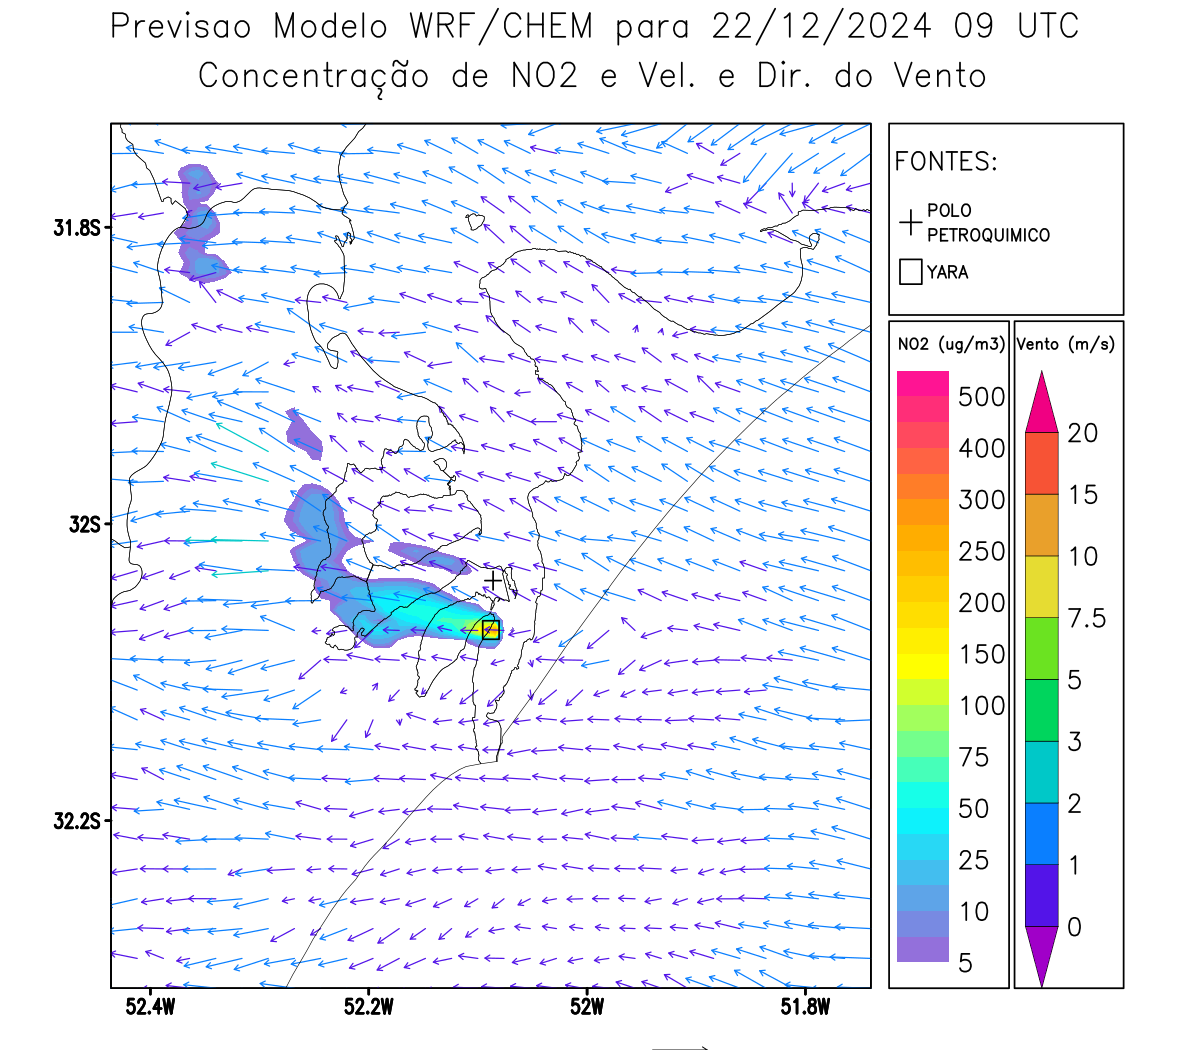 Previsao Modelo WRF/CHEM para 22/12/2024 09 UTC
Concentração de NO2 e Vel. e Dir. do Vento
FONTES:
POLO
PETROQUIMICO
YARA
NO2 (ug/m3)
Vento (m/s)
500
400
300
250
200
150
100
75
50
25
10
5
20
15
10
7.5
5
3
2
1
0
31.8S
32S
32.2S
52.4W
52.2W
52W
51.8W